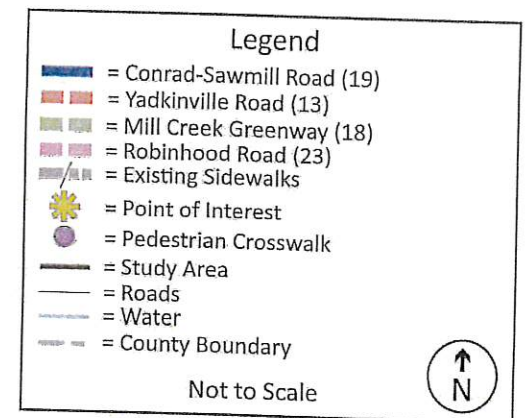 Legend
= Conrad-Sawmill Road (19)
= Yadkinville Road (13)
= Mill Creek Greenway (18)
= Robinhood Road (23)
= Existing Sidewalks
= Point of Interest
= Pedestrian Crosswalk
= Study Area
= Roads
= Water
= County Boundary
Not to Scale
N